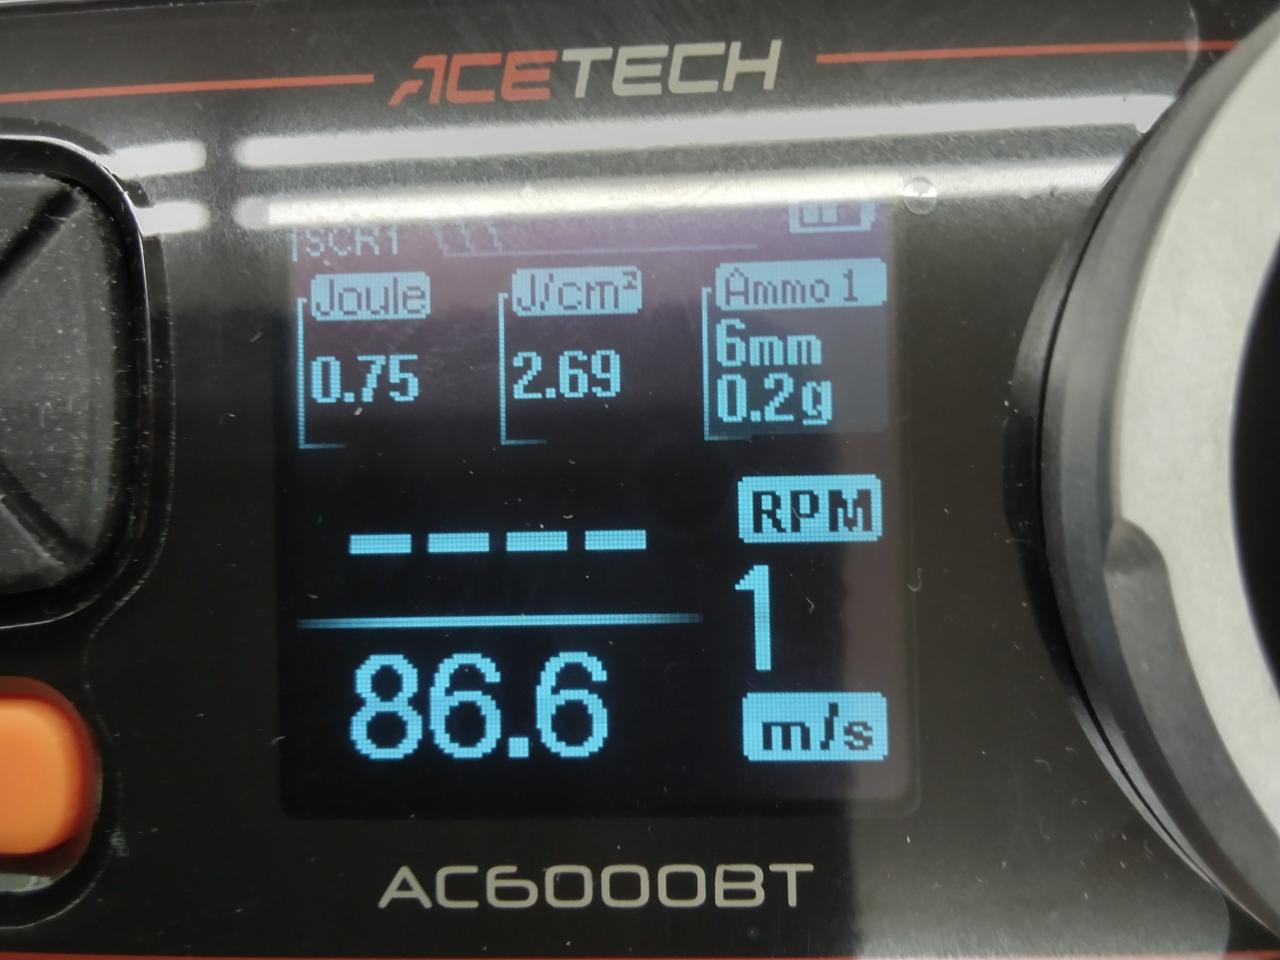 ACETECH
SCR1
Joule J/cm² Ammo 1
0.75 2.69 6mm
0.2g
---- RPM
1
86.6 m/s
AC6000BT